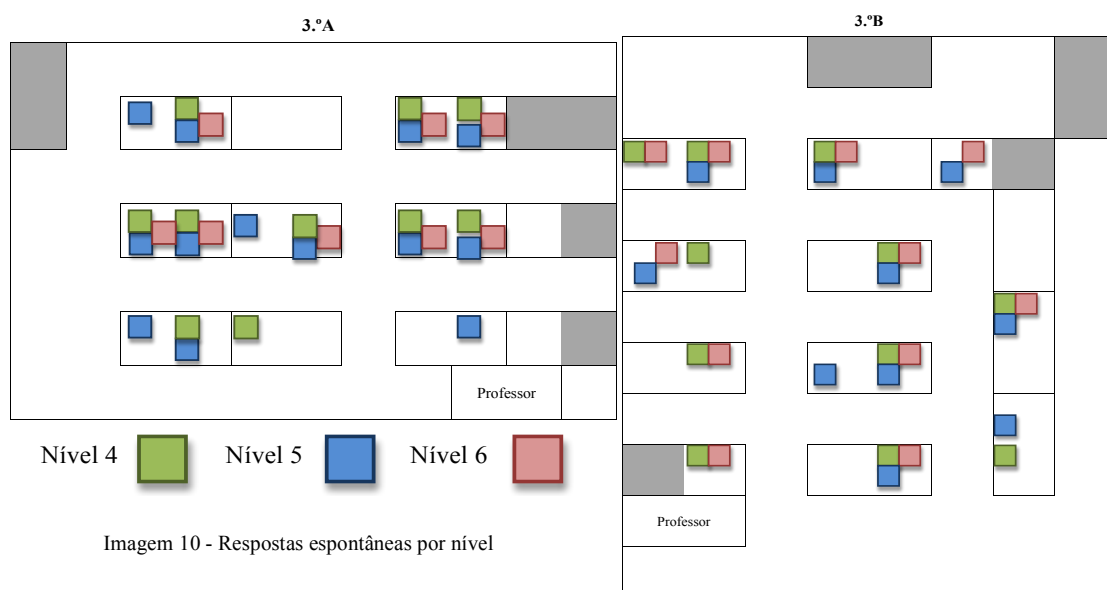 3.ºA
3.ºB
Professor
Nível 4
Nível 5
Nível 6
Professor
Imagem 10 - Respostas espontâneas por nível